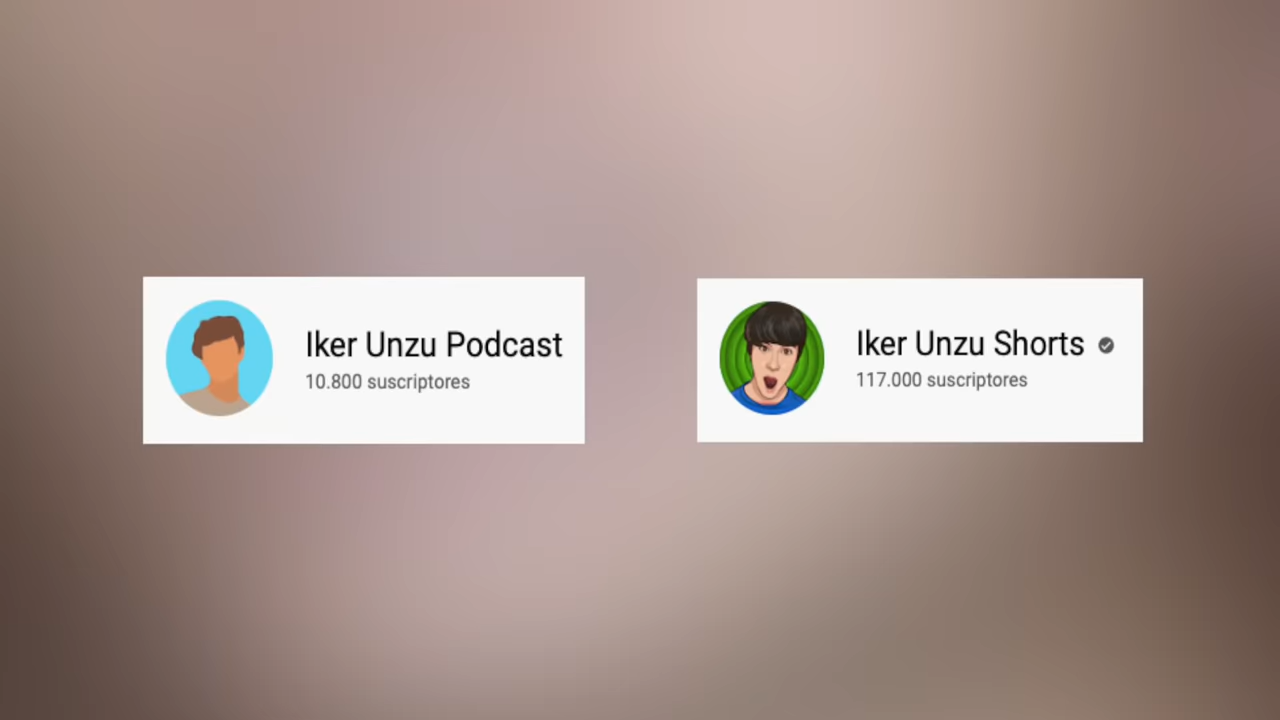 Iker Unzu Podcast
10.800 suscriptores
Iker Unzu Shorts
117.000 suscriptores